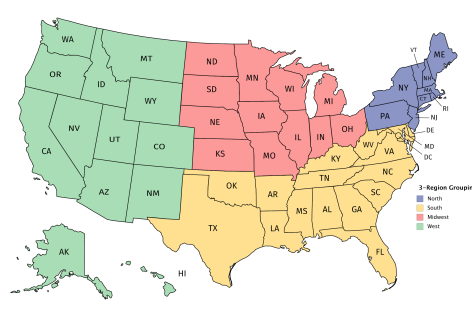 WA
MT
ND
MN
ME
VT
NH
OR
ID
SD
WI
MI
NY
MA
CT
RI
WY
NE
IA
PA
NJ
NV
UT
CO
IL
IN
OH
DE
MD
DC
CA
KS
MO
WV
VA
KY
NC
TN
AZ
NM
OK
AR
SC
MS
AL
GA
TX
LA
FL
AK
HI
3-Region Groupin
North
South
Midwest
West